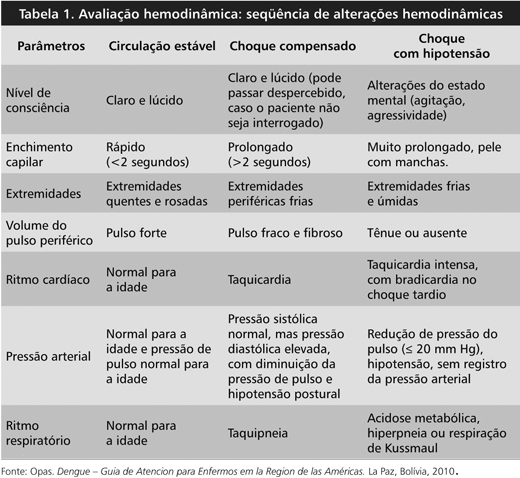 Tabela 1. Avaliação hemodinâmica: seqüência de alterações hemodinâmicas
Parâmetros
Circulação estável
Choque compensado
Choque
com hipotensão
Nível de
consciência
Claro e lúcido
Claro e lúcido (pode
passar despercebido,
caso o paciente não
seja interrogado)
Alterações do estado
mental (agitação,
agressividade)
Enchimento
capilar
Rápido
(<2 segundos)
Prolongado
(>2 segundos)
Muito prolongado, pele
com manchas.
Extremidades
Extremidades
quentes e rosadas
Extremidades
periféricas frias
Extremidades frias
e úmidas
Volume do
pulso periférico
Pulso forte
Pulso fraco e fibroso
Tênue ou ausente
Ritmo cardíaco
Normal para
a idade
Taquicardia
Taquicardia intensa,
com bradicardia no
choque tardio
Pressão arterial
Normal para a
idade e pressão de
pulso normal para
a idade
Pressão sistólica
normal, mas pressão
diastólica elevada,
com diminuição da
pressão de pulso e
hipotensão postural
Redução de pressão do
pulso (≤ 20 mm Hg),
hipotensão, sem registro
da pressão arterial
Ritmo
respiratório
Normal para
a idade
Taquipneia
Acidose metabólica,
hiperpneia ou respiração
de Kussmaul
Fonte: Opas. Dengue – Guia de Atencion para Enfermos em la Region de las Américas. La Paz, Bolívia, 2010.